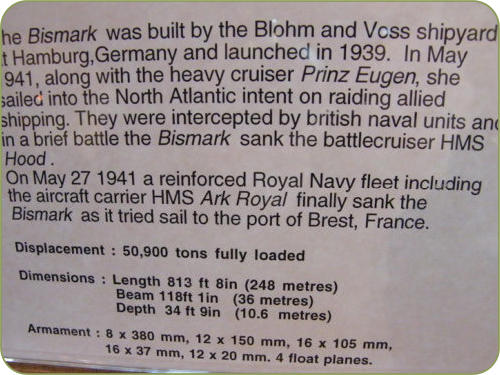 he Bismark was built by the Blohm and Voss shipyard
t Hamburg,Germany and launched in 1939. In May
941, along with the heavy cruiser Prinz Eugen, she
sailed into the North Atlantic intent on raiding allied
shipping. They were intercepted by british naval units and
in a brief battle the Bismark sank the battlecruiser HMS
Hood .
On May 27 1941 a reinforced Royal Navy fleet including
the aircraft carrier HMS Ark Royal finally sank the
Bismark as it tried sail to the port of Brest, France.
Displacement : 50,900 tons fully loaded
Dimensions : Length 813 ft 8in (248 metres)
Beam 118ft 1in (36 metres)
Depth 34 ft 9in (10.6 metres)
Armament : 8 x 380 mm, 12 x 150 mm, 16 x 105 mm,
16 x 37 mm, 12 x 20 mm. 4 float planes.